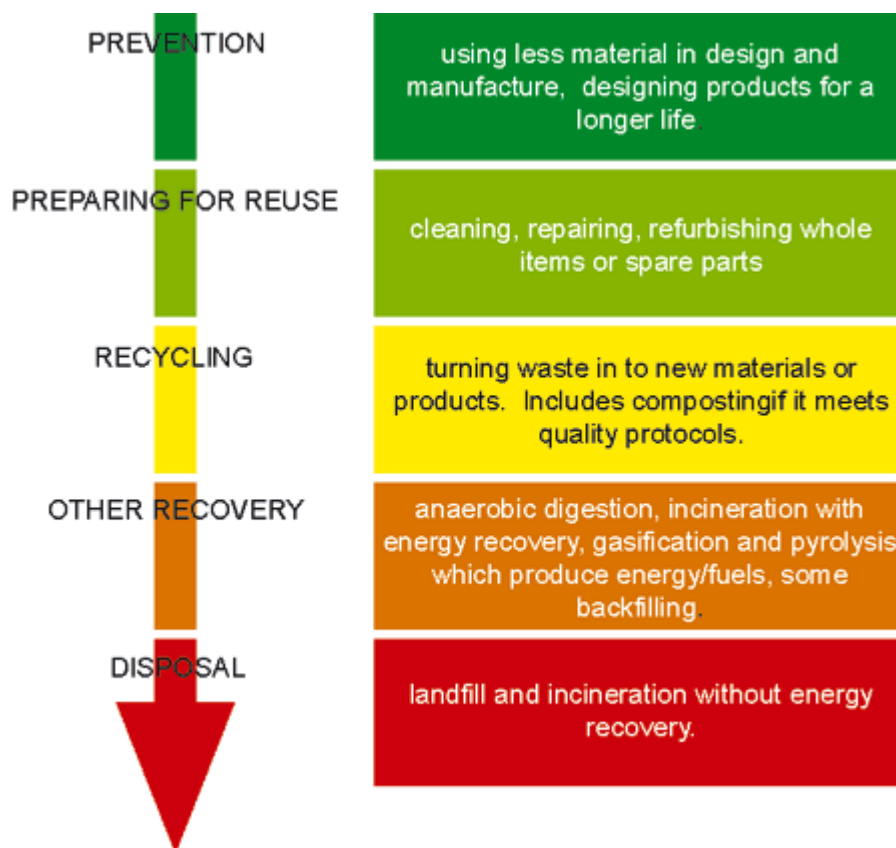 PREVENTION
using less material in design and
manufacture,  designing products for a
longer life.
PREPARING FOR REUSE
cleaning, repairing, refurbishing whole
items or spare parts
RECYCLING
turning waste in to new materials or
products.  Includes compostingif it meets
quality protocols.
OTHER RECOVERY
anaerobic digestion, incineration with
energy recovery, gasification and pyrolysis
which produce energy/fuels, some
backfilling.
DISPOSAL
landfill and incineration without energy
recovery.